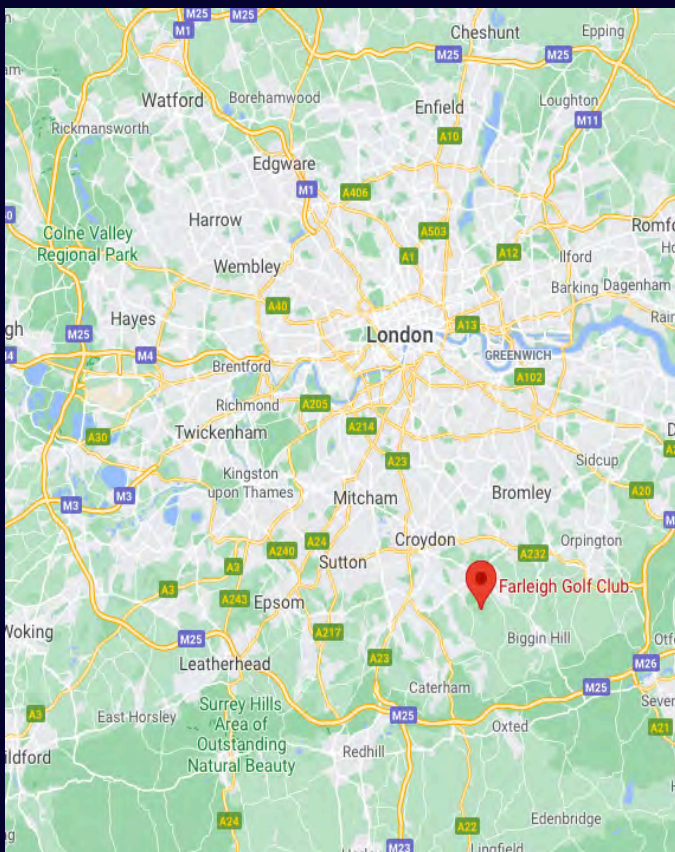 M25
M25
M1
Cheshunt
Epping
M25
M25
Watford
Borehamwood
Enfield
Loughton
Rickmansworth
A10
M11
Edgware
M1
A406
Harrow
A503
Colne Valley
Regional Park
A1
A12
Ilford
Wembley
Barking
Dagenham
A40
Hayes
M25
London
A13
M4
GREENWICH
Brentford
A102
Richmond
A205
A30
Twickenham
A214
A23
Sidcup
Kingston
upon Thames
A20
M3
M3
Mitcham
Bromley
A24
A240
Croydon
A232
Orpington
Sutton
A3
A3
Farleigh Golf Club
A243
Epsom
A217
Woking
M25
Biggin Hill
Leatherhead
A23
M26
Caterham
M25
Surrey Hills
Area of
Outstanding
Natural Beauty
A3
East Horsley
M25
Oxted
A21
Redhill
Edenbridge
A24
A22
M23
Lingfield